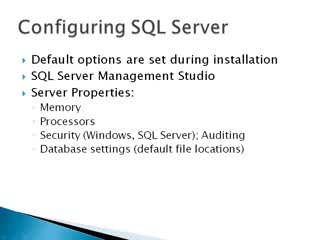 Configuring SQL Server
Default options are set during installation
SQL Server Management Studio
Server Properties:
Memory
Processors
Security (Windows, SQL Server); Auditing
Database settings (default file locations)